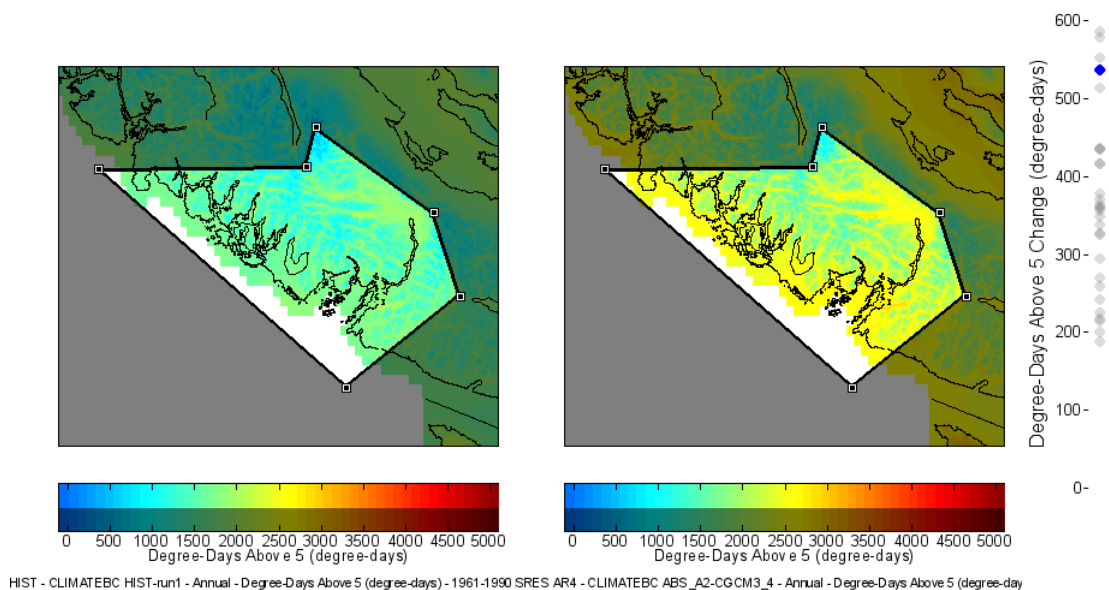 600-
500-
400-
300-
200-
100-
0-
Degree-Days Above 5 Change (degree-days)
0 500 1000 1500 2000 2500 3000 3500 4000 4500 5000
Degree-Days Above 5 (degree-days)
0 500 1000 1500 2000 2500 3000 3500 4000 4500 5000
Degree-Days Above 5 (degree-days)
HIST - CLIMATEBC HIST-run1 - Annual - Degree-Days Above 5 (degree-days) - 1961-1990 SRES AR4 - CLIMATEBC ABS_A2-CGCM3_4 - Annual - Degree-Days Above 5 (degree-day